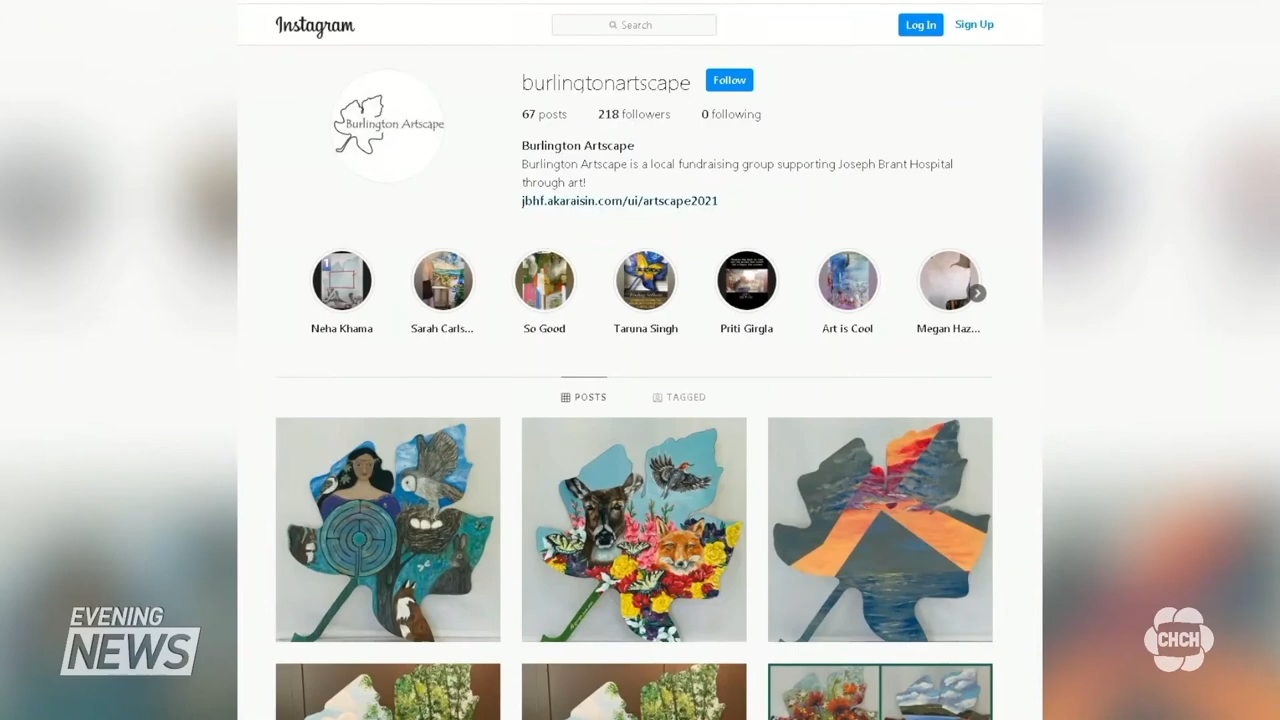 Instagram
Search
Log In
Sign Up
burlingtonartscape
Follow
67 posts
218 followers
0 following
Burlington Artscape
Burlington Artscape
Burlington Artscape is a local fundraising group supporting Joseph Brant Hospital
through art!
jbhf.akaraisin.com/ui/artscape2021
Neha Khama
Sarah Carls...
So Good
Taruna Singh
Priti Girgla
Art is Cool
Megan Haz...
POSTS
TAGGED
EVENING
NEWS
CHCH